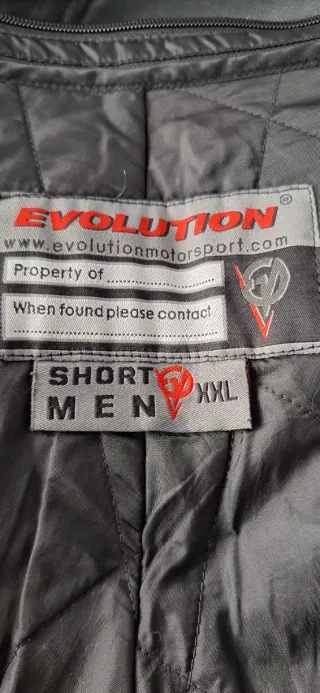 EVOLUTION®
www.evolutionmotorsport.com
Property of
When found please contact
SHORT
MEN
XXL